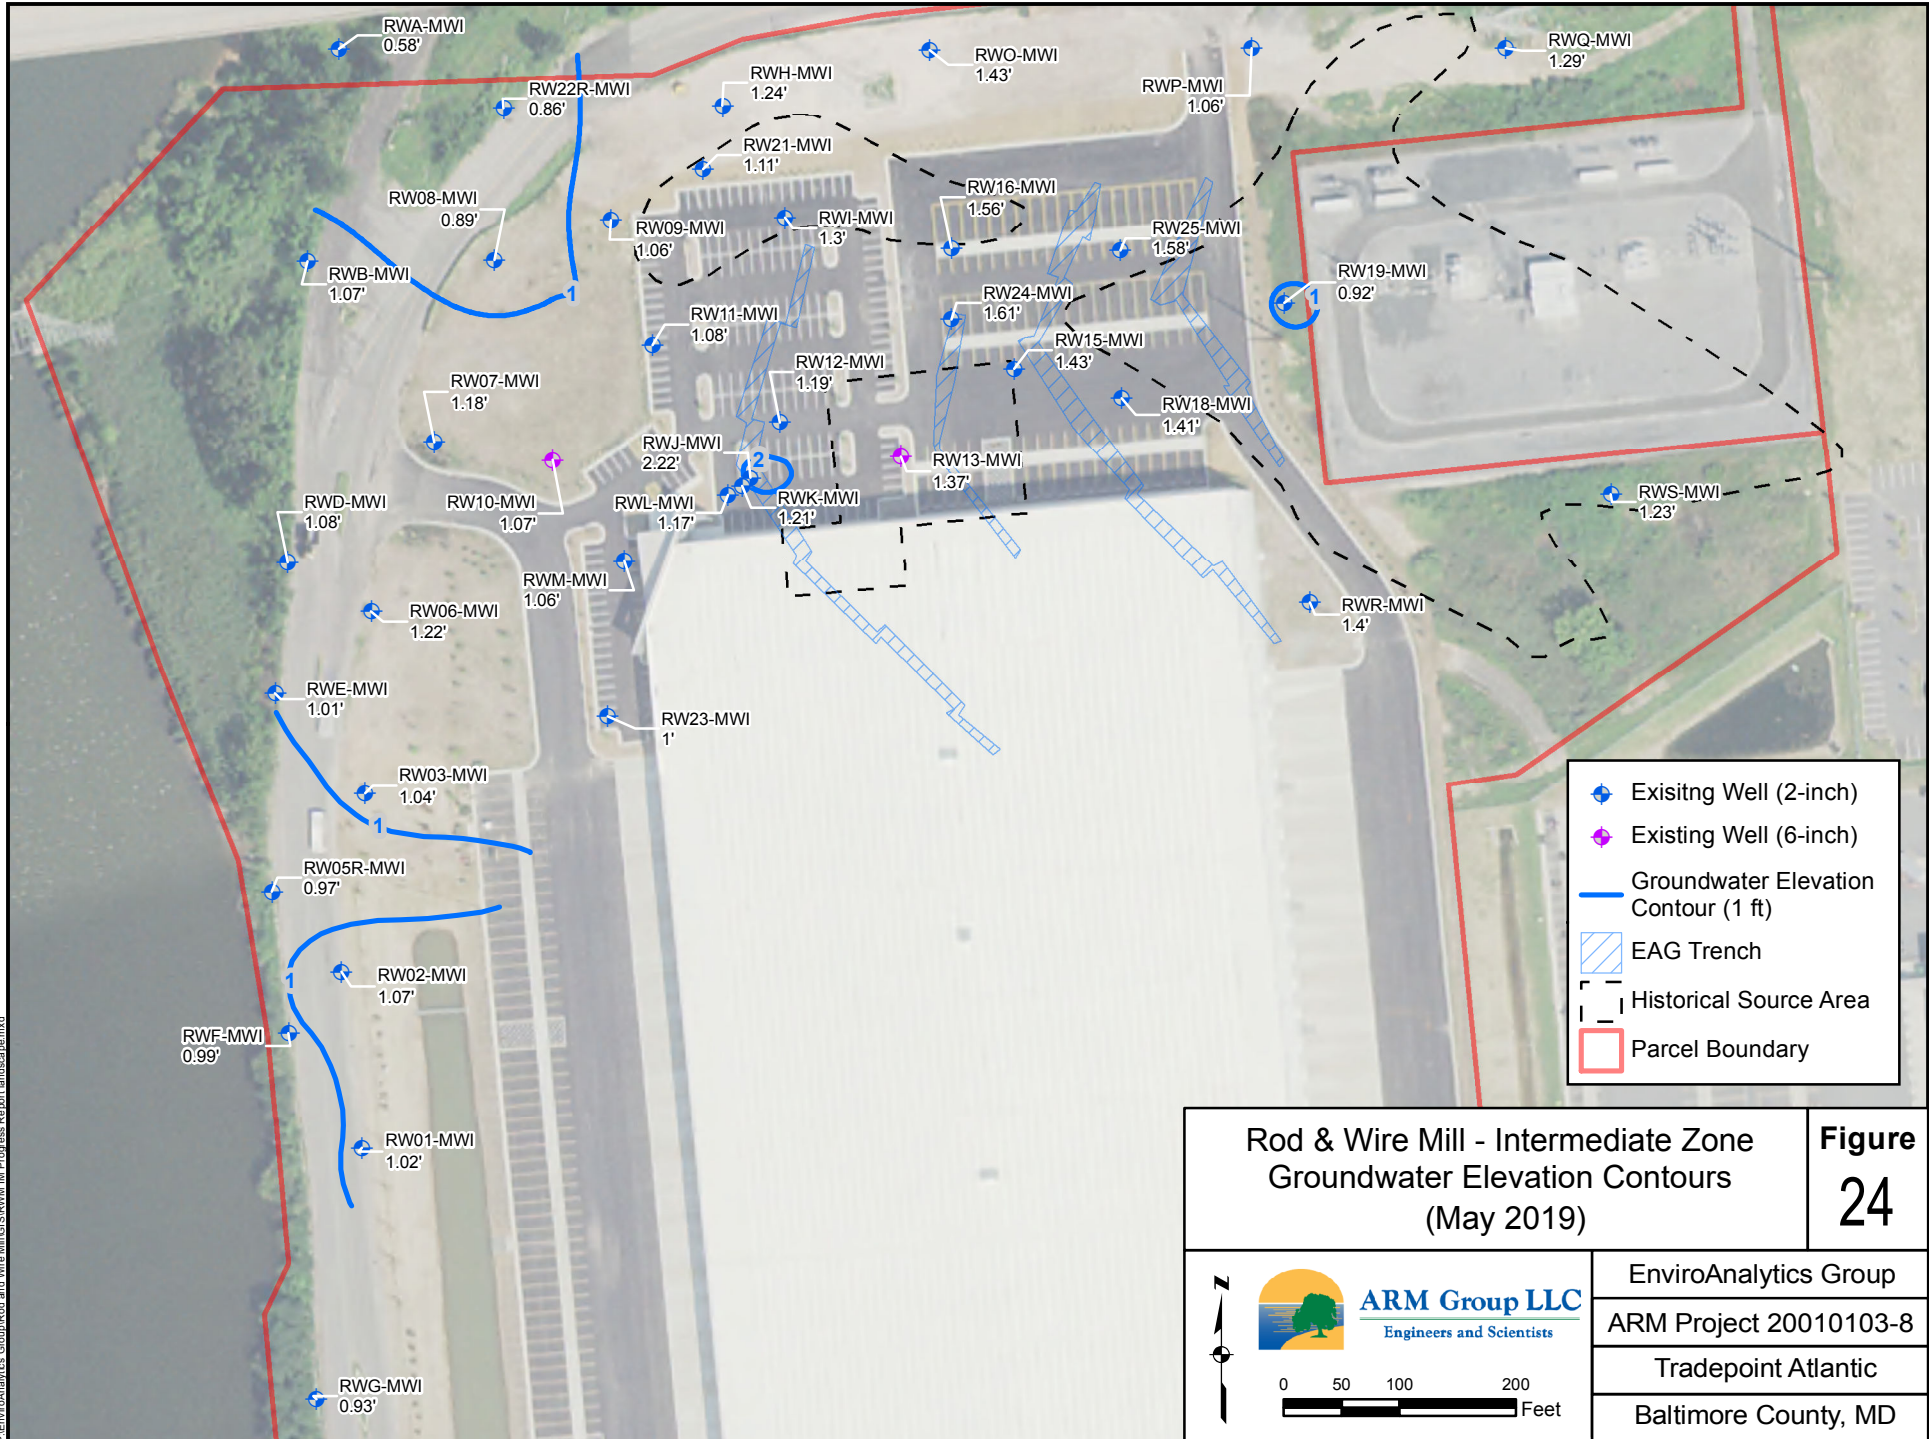 RWA-MWI
0.58'
RW22R-MWI
0.86'
RWH-MWI
1.24'
RWO-MWI
1.43'
RWP-MWI
1.06'
RWQ-MWI
1.29'
RW21-MWI
1.11'
RW08-MWI
0.89'
RW09-MWI
1.06'
RWI-MWI
1.3'
RW16-MWI
1.56'
RW25-MWI
1.58'
RWB-MWI
1.07'
1
RW19-MWI
0.92'
1
RW11-MWI
1.08'
RW24-MWI
1.61'
RW15-MWI
1.43'
RW12-MWI
1.19'
RW07-MWI
1.18'
RW18-MWI
1.41'
RWJ-MWI
2.22'
2
RW13-MWI
1.37'
RWD-MWI
1.08'
RW10-MWI
1.07'
RWL-MWI
1.17'
RWK-MWI
1.21'
RWS-MWI
1.23'
RWM-MWI
1.06'
RW06-MWI
1.22'
RWR-MWI
1.4'
RWE-MWI
1.01'
RW23-MWI
1'
RW03-MWI
1.04'
1
RW05R-MWI
0.97'
RW02-MWI
1.07'
1
RWF-MWI
0.99'
RW01-MWI
1.02'
RWG-MWI
0.93'
Exisitng Well (2-inch)
Existing Well (6-inch)
Groundwater Elevation
Contour (1 ft)
EAG Trench
Historical Source Area
Parcel Boundary
Rod & Wire Mill - Intermediate Zone
Groundwater Elevation Contours
(May 2019)
Figure
24
N
ARM Group LLC
Engineers and Scientists
0 50 100 200
Feet
EnviroAnalytics Group
ARM Project 20010103-8
Tradepoint Atlantic
Baltimore County, MD